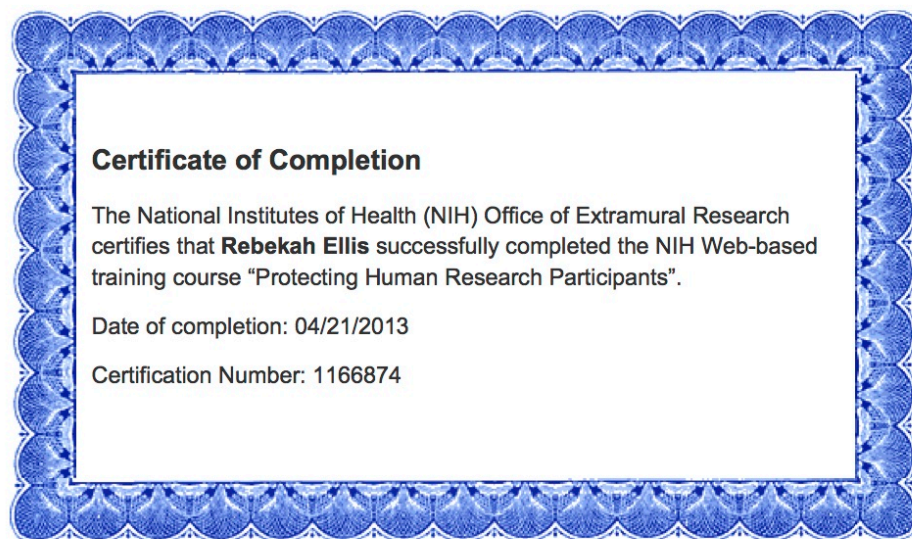 Certificate of Completion
The National Institutes of Health (NIH) Office of Extramural Research
certifies that Rebekah Ellis successfully completed the NIH Web-based
training course “Protecting Human Research Participants”.
Date of completion: 04/21/2013
Certification Number: 1166874